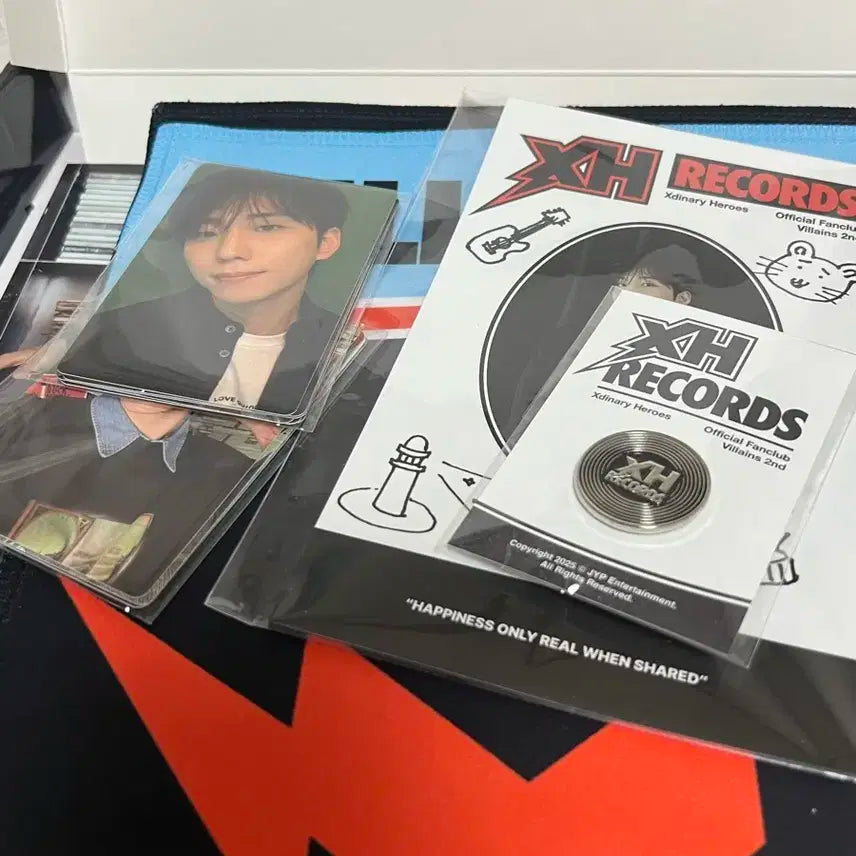 XH
RECORDS
Xdinary Heroes
Official Fanclub
Villains 2nd
XH
RECORDS
Xdinary Heroes
Official Fanclub
Villains 2nd
XH
RECORDS
Copyright 2025 © JYP Entertainment.
All Rights Reserved.
"HAPPINESS ONLY REAL WHEN SHARED"
LOVE